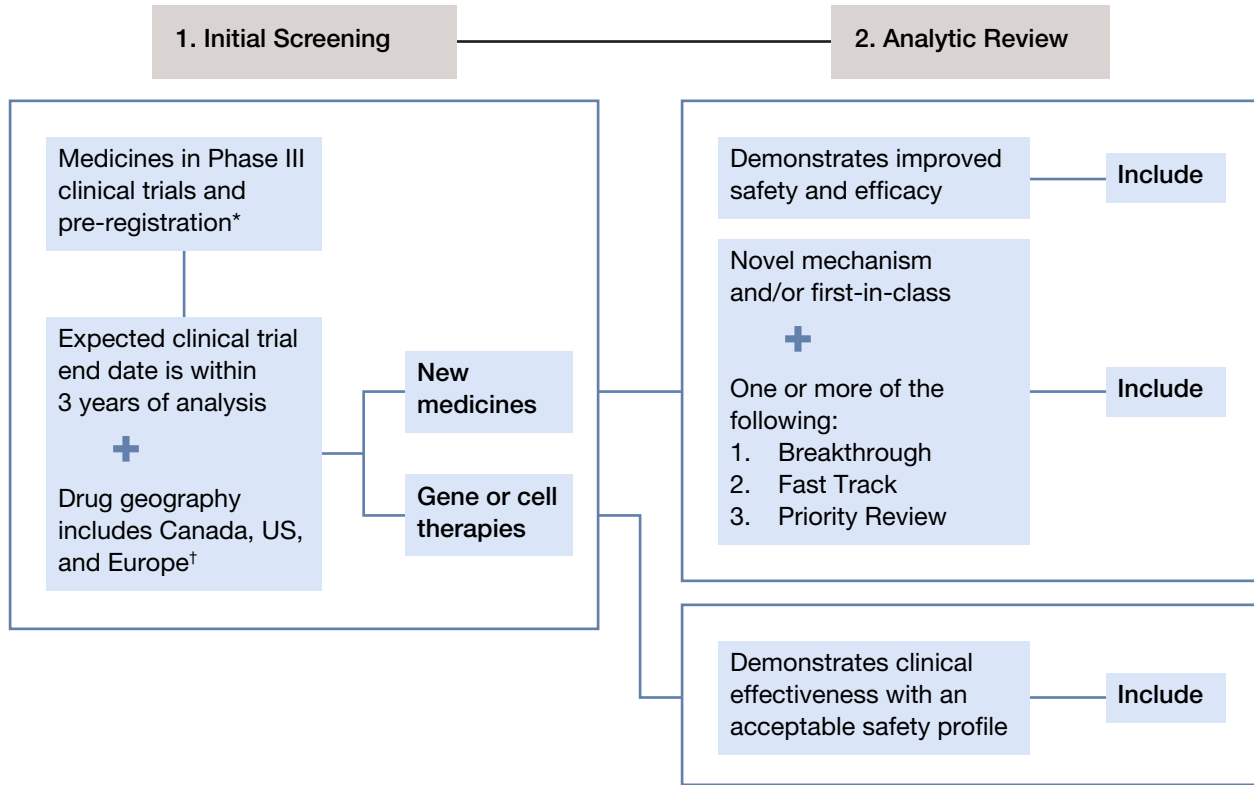 1. Initial Screening
2. Analytic Review
Medicines in Phase III
clinical trials and
pre-registration*
Expected clinical trial
end date is within
3 years of analysis
+
Drug geography
includes Canada, US,
and Europe†
New
medicines
Gene or cell
therapies
Demonstrates improved
safety and efficacy
Include
Novel mechanism
and/or first-in-class
+
One or more of the
following:
1. Breakthrough
2. Fast Track
3. Priority Review
Include
Demonstrates clinical
effectiveness with an
acceptable safety profile
Include